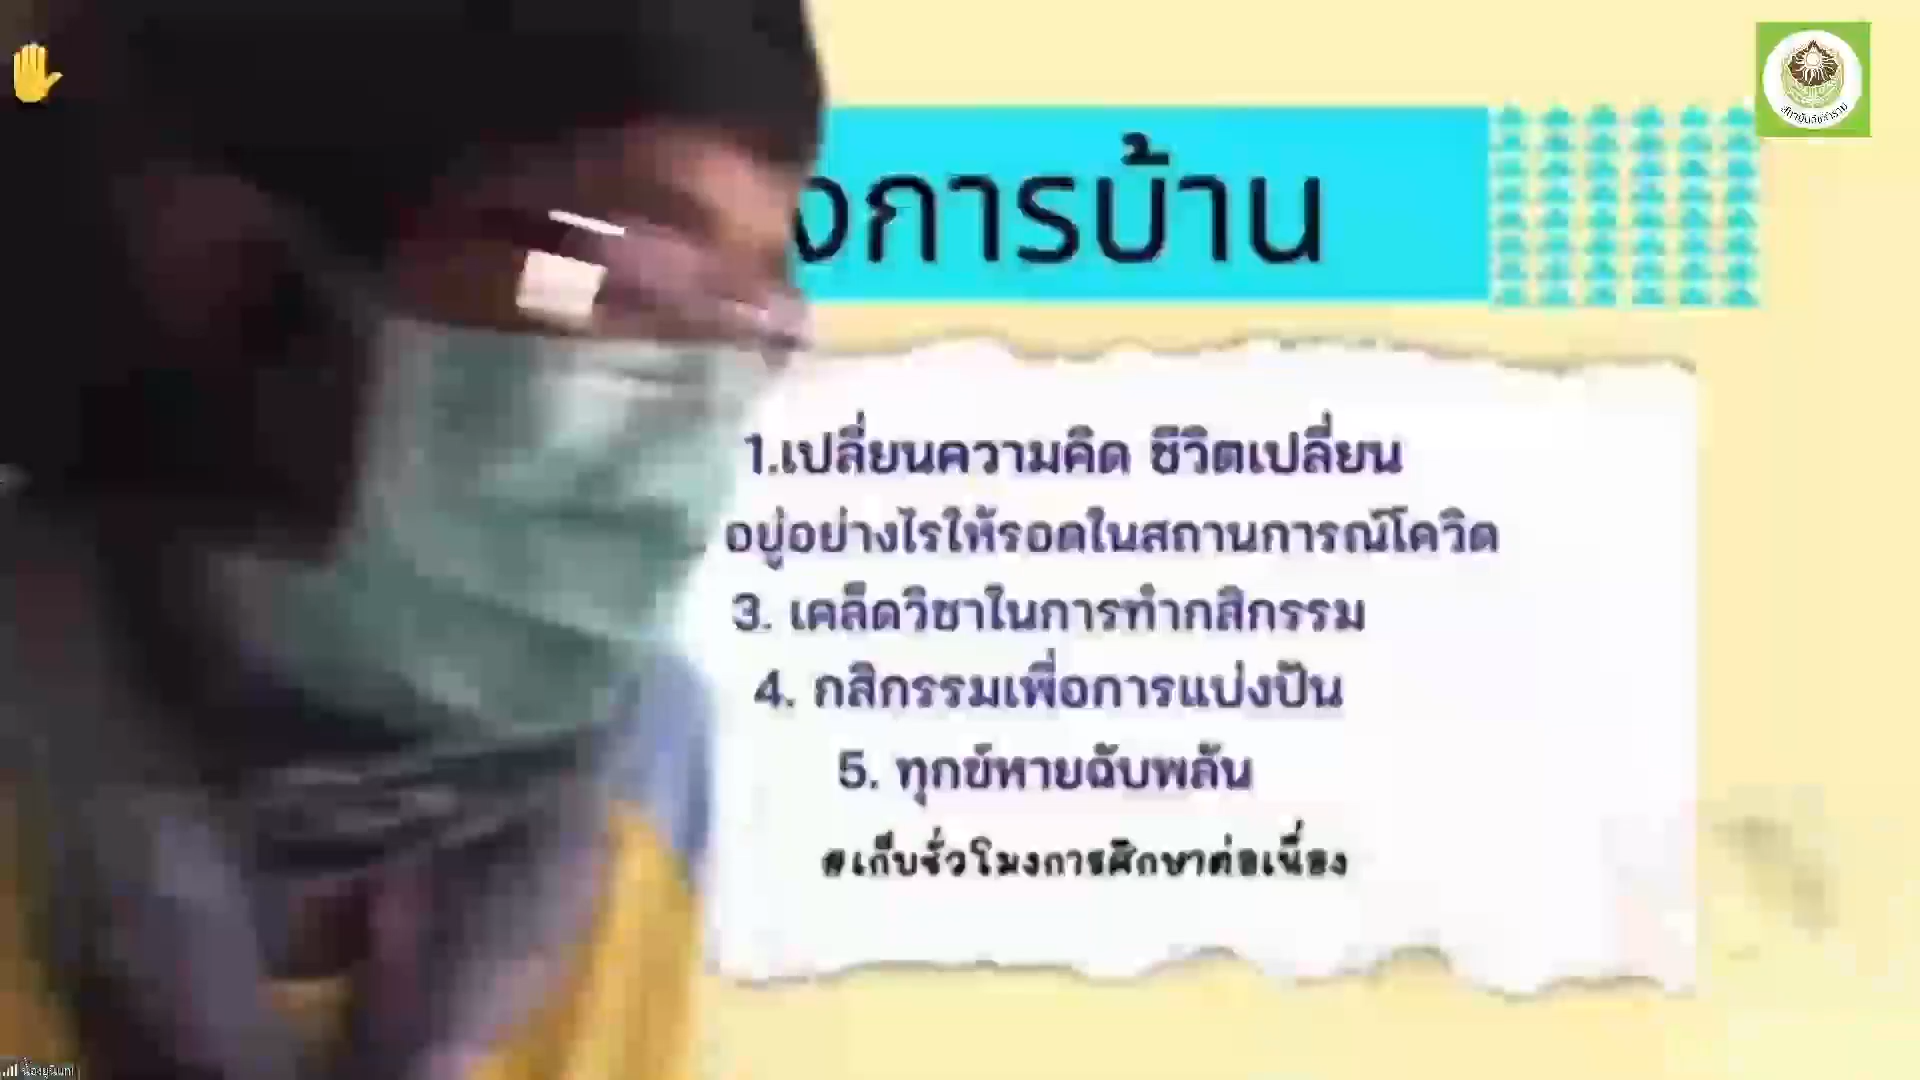 งการบ้าน
1.เปลี่ยนความคิด ชีวิตเปลี่ยน
อยู่อย่างไรให้รอดในสถานการณ์โควิด
3. เคล็ดวิชาในการทำกสิกรรม
4. กสิกรรมเพื่อการแบ่งปัน
5. ทุกข์หายฉับพลัน
#เก็บชั่วโมงการศึกษาต่อเนื่อง